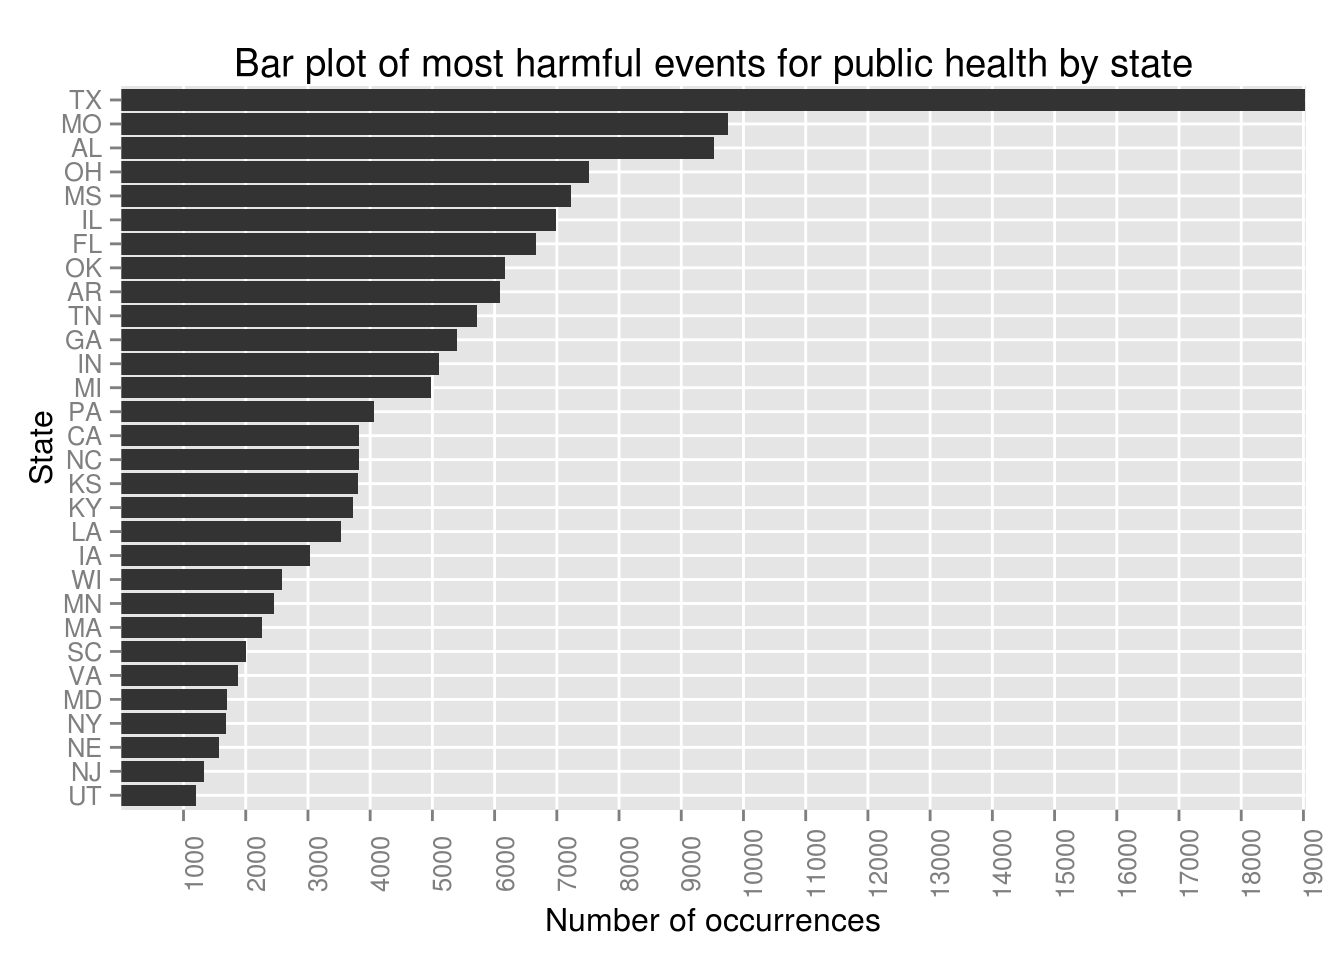 Bar plot of most harmful events for public health by state
TX
MO
AL
OH
MS
IL
FL
OK
AR
TN
GA
IN
MI
PA
CA
NC
KS
KY
LA
IA
WI
MN
MA
SC
VA
MD
NY
NE
NJ
UT
State
1000
2000
3000
4000
5000
6000
7000
8000
9000
10000
11000
12000
13000
14000
15000
16000
17000
18000
19000
Number of occurrences